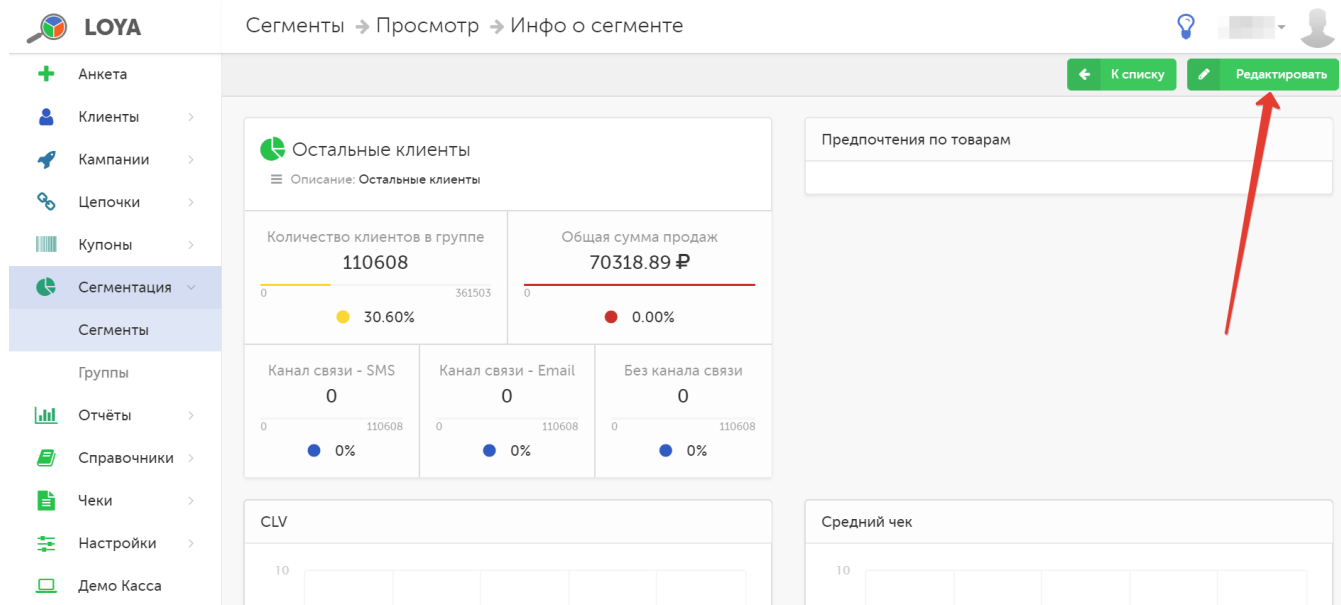 LOYA
Сегменты → Просмотр → Инфо о сегменте
Анкета
Клиенты
Кампании
Цепочки
Купоны
Сегментация
Сегменты
Группы
Отчёты
Справочники
Чеки
Настройки
Демо Касса
К списку
Редактировать
Остальные клиенты
Описание: Остальные клиенты
Количество клиентов в группе
110608
0 361503
30.60%
Общая сумма продаж
70318.89 ₽
0
0.00%
Канал связи - SMS
0
0 110608
0%
Канал связи - Email
0
0 110608
0%
Без канала связи
0
0 110608
0%
Предпочтения по товарам
CLV
10
Средний чек
10